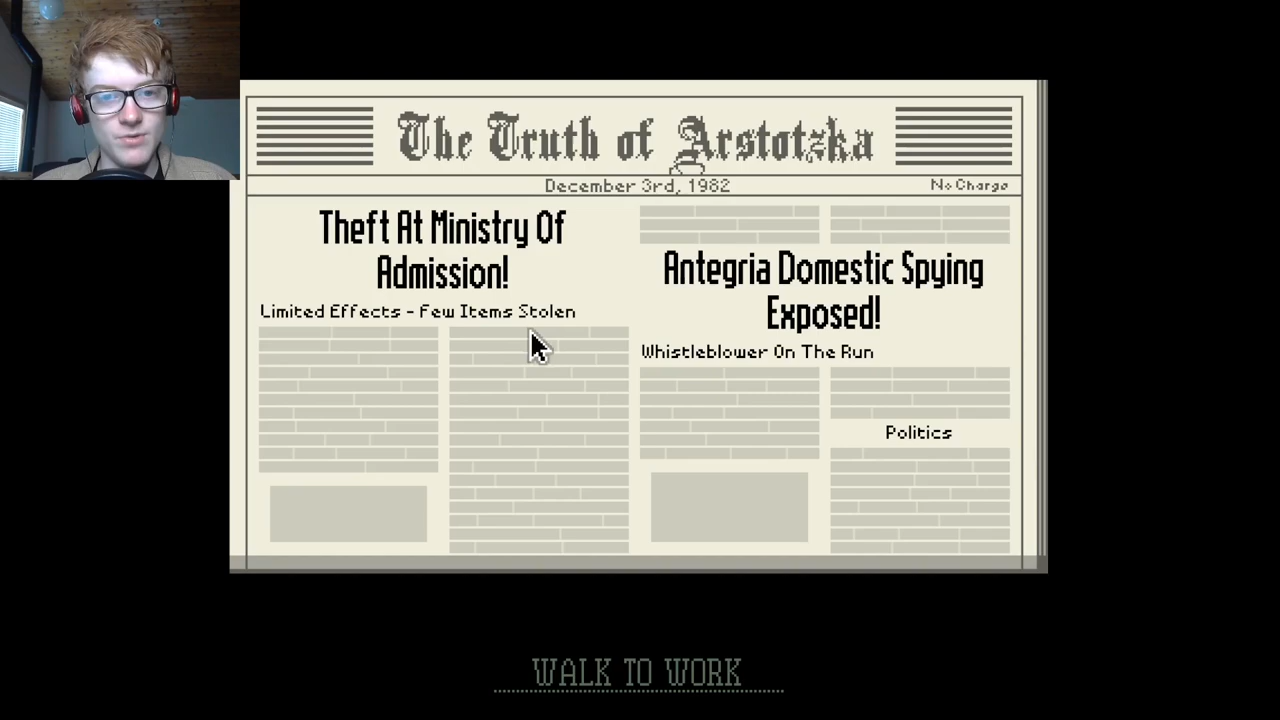 The Truth of Arstotzka
December 3rd, 1982
No Charge
Theft At Ministry Of
Admission!
Limited Effects - Few Items Stolen
Antegria Domestic Spying
Exposed!
Whistleblower On The Run
Politics
WALK TO WORK